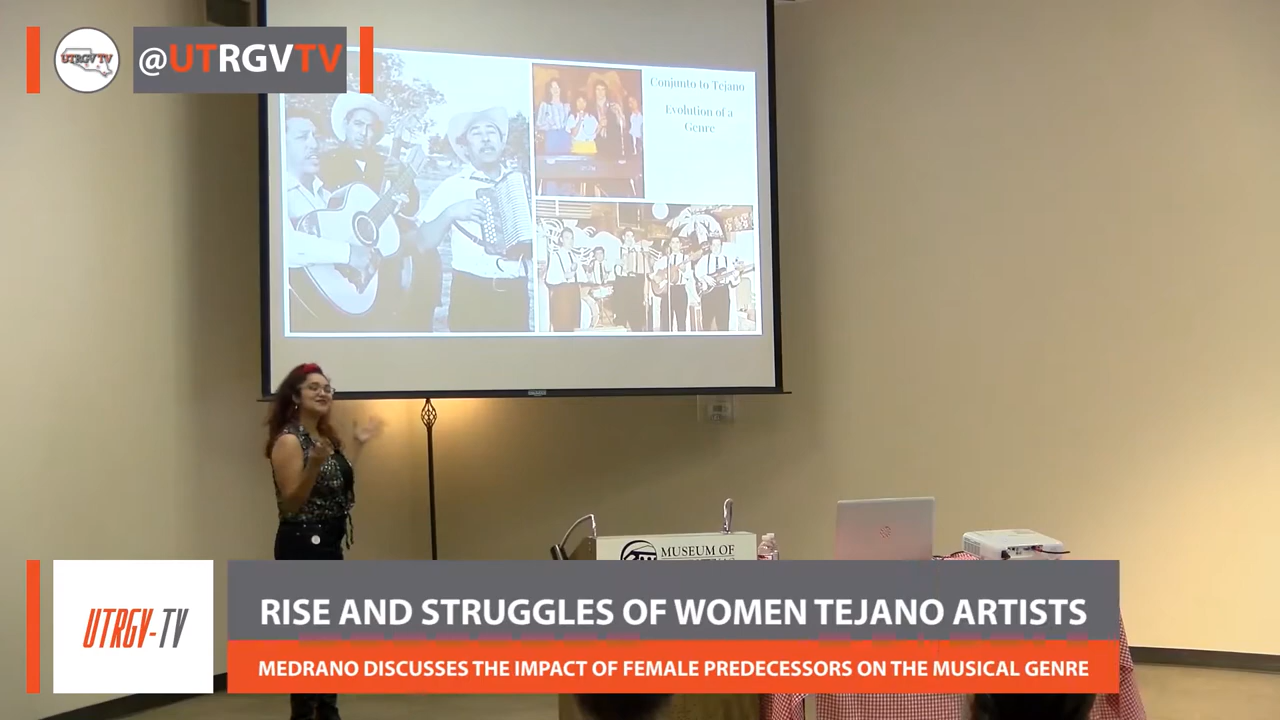 UTRGVTV
@UTRGVTV
Conjunto to Tejano
Evolution of a
Genre
MUSEUM OF
UTRGV-TV
RISE AND STRUGGLES OF WOMEN TEJANO ARTISTS
MEDRANO DISCUSSES THE IMPACT OF FEMALE PREDECESSORS ON THE MUSICAL GENRE